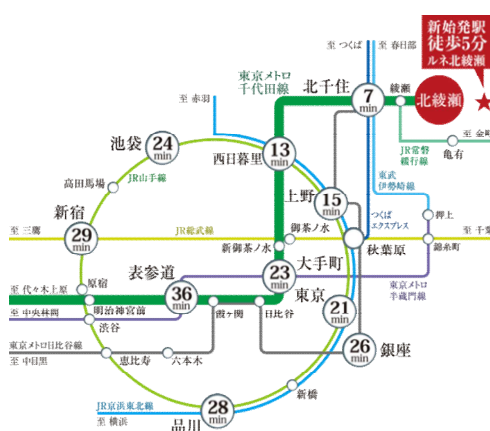 新始発駅
徒歩5分
ルネ北綾瀬
至 つくば
至 春日部
東京メトロ
千代田線
北千住
綾瀬
北綾瀬
至 赤羽
7
min
至 金町
JR常磐
緩行線
亀有
池袋
24
min
西日暮里
13
min
JR山手線
高田馬場
東武
伊勢崎線
上野
15
min
新宿
29
min
至 三鷹
JR総武線
御茶ノ水
新御茶ノ水
つくば
エクスプレス
秋葉原
押上
錦糸町
至 千葉
大手町
23
min
表参道
36
min
原宿
至 代々木上原
明治神宮前
至 中央林間
渋谷
東京
21
min
東京メトロ
半蔵門線
霞ヶ関
日比谷
26
min
銀座
東京メトロ日比谷線
至 中目黒
恵比寿
六本木
新橋
JR京浜東北線
至 横浜
28
min
品川